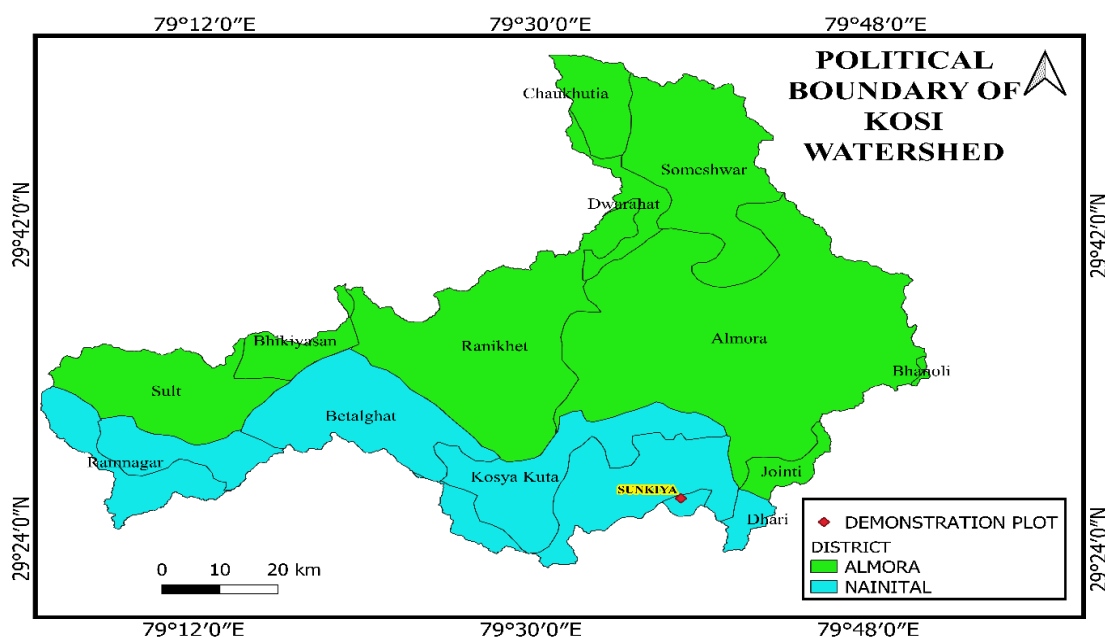 79°12′0″E 79°30′0″E 79°48′0″E
POLITICAL
BOUNDARY OF
KOSI
WATERSHED
Chaukhutia
Someshwar
Dwarahat
29°42′0″N
29°42′0″N
Bhikiyasan
Ranikhet
Almora
Bhanoli
Sult
Betalghat
Ramnagar
Kosya Kuta
Jointi
SUNKIYA
Dhari
29°24′0″N
29°24′0″N
DEMONSTRATION PLOT
DISTRICT
ALMORA
NAINITAL
0 10 20 km
79°12′0″E 79°30′0″E 79°48′0″E